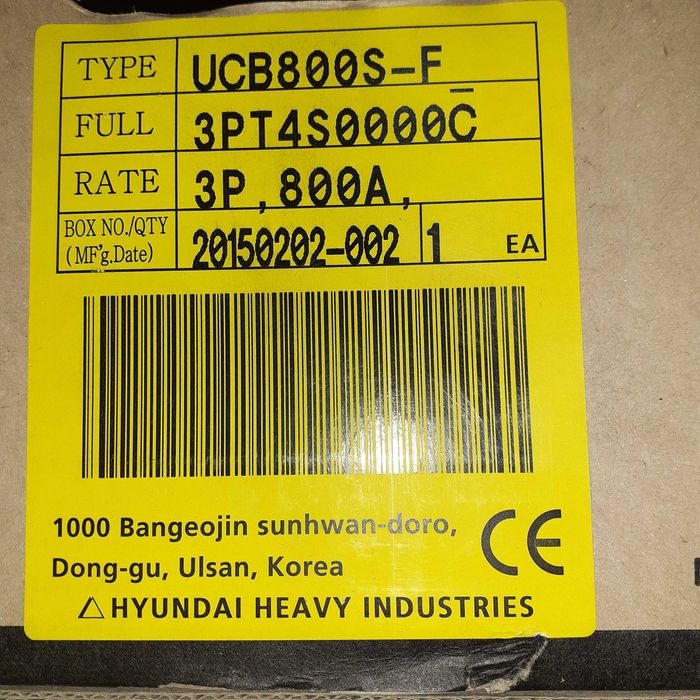 TYPE UCB800S-F_
FULL 3PT4S0000C
RATE 3P,800A,
BOX NO./QTY
(MF'g.Date) 20150202-002 1 EA
1000 Bangeojin sunhwan-doro,
Dong-gu, Ulsan, Korea
CE
HYUNDAI HEAVY INDUSTRIES